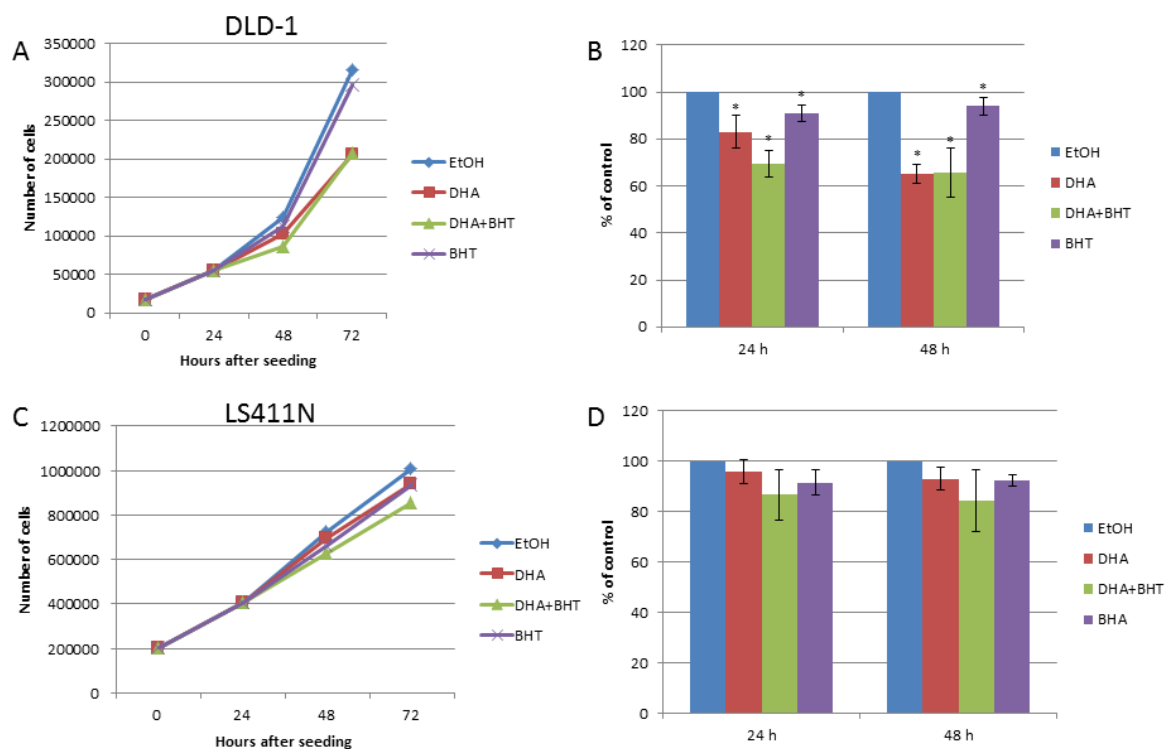 DLD-1
A
350000
300000
250000
200000
150000
100000
50000
0
Number of cells
0 24 48 72
Hours after seeding
EtOH
DHA
DHA+BHT
BHT
B
120
100
80
60
40
20
0
% of control
* * *
* * *
24 h 48 h
EtOH
DHA
DHA+BHT
BHT
C
LS411N
1200000
1000000
800000
600000
400000
200000
0
Number of cells
0 24 48 72
Hours after seeding
EtOH
DHA
DHA+BHT
BHT
D
120
100
80
60
40
20
0
% of control
24 h 48 h
EtOH
DHA
DHA+BHT
BHA